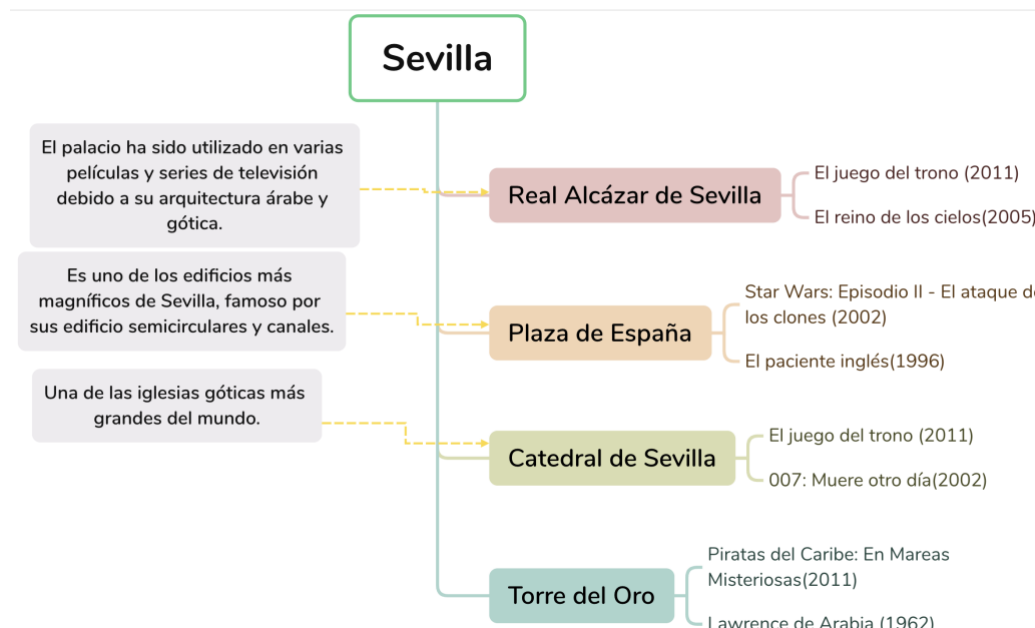 Sevilla
El palacio ha sido utilizado en varias
películas y series de televisión
debido a su arquitectura árabe y
gótica.
Real Alcázar de Sevilla
El juego del trono (2011)
El reino de los cielos(2005)
Es uno de los edificios más
magníficos de Sevilla, famoso por
sus edificio semicirculares y canales.
Plaza de España
Star Wars: Episodio II - El ataque de
los clones (2002)
El paciente inglés(1996)
Una de las iglesias góticas más
grandes del mundo.
Catedral de Sevilla
El juego del trono (2011)
007: Muere otro día(2002)
Torre del Oro
Piratas del Caribe: En Mareas
Misteriosas(2011)
Lawrence de Arabia (1962)